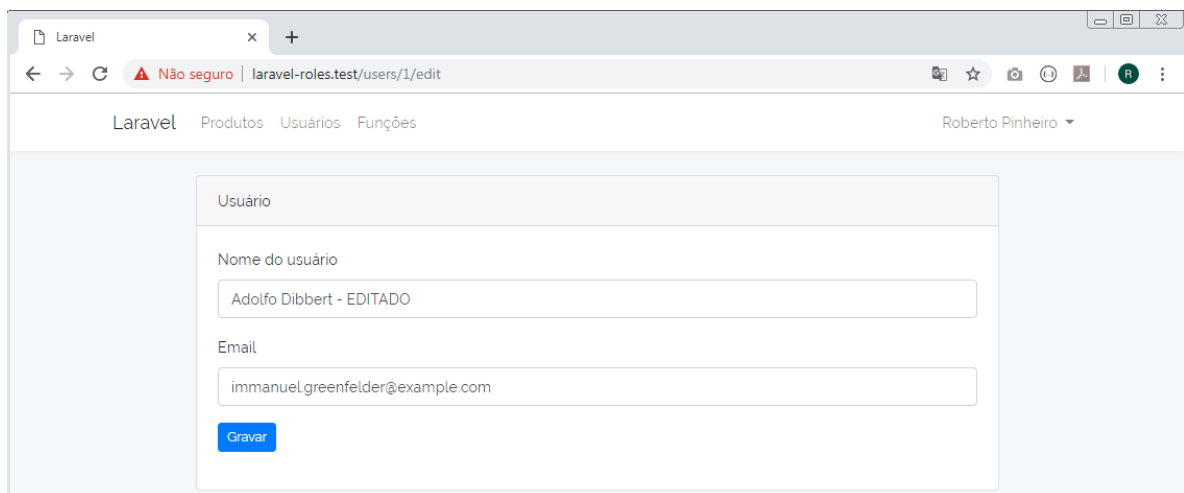 Laravel
Não seguro | laravel-roles.test/users/1/edit
R
Laravel Produtos Usuários Funções Roberto Pinheiro
Usuário
Nome do usuário
Adolfo Dibbert - EDITADO
Email
immanuel.greenfelder@example.com
Gravar